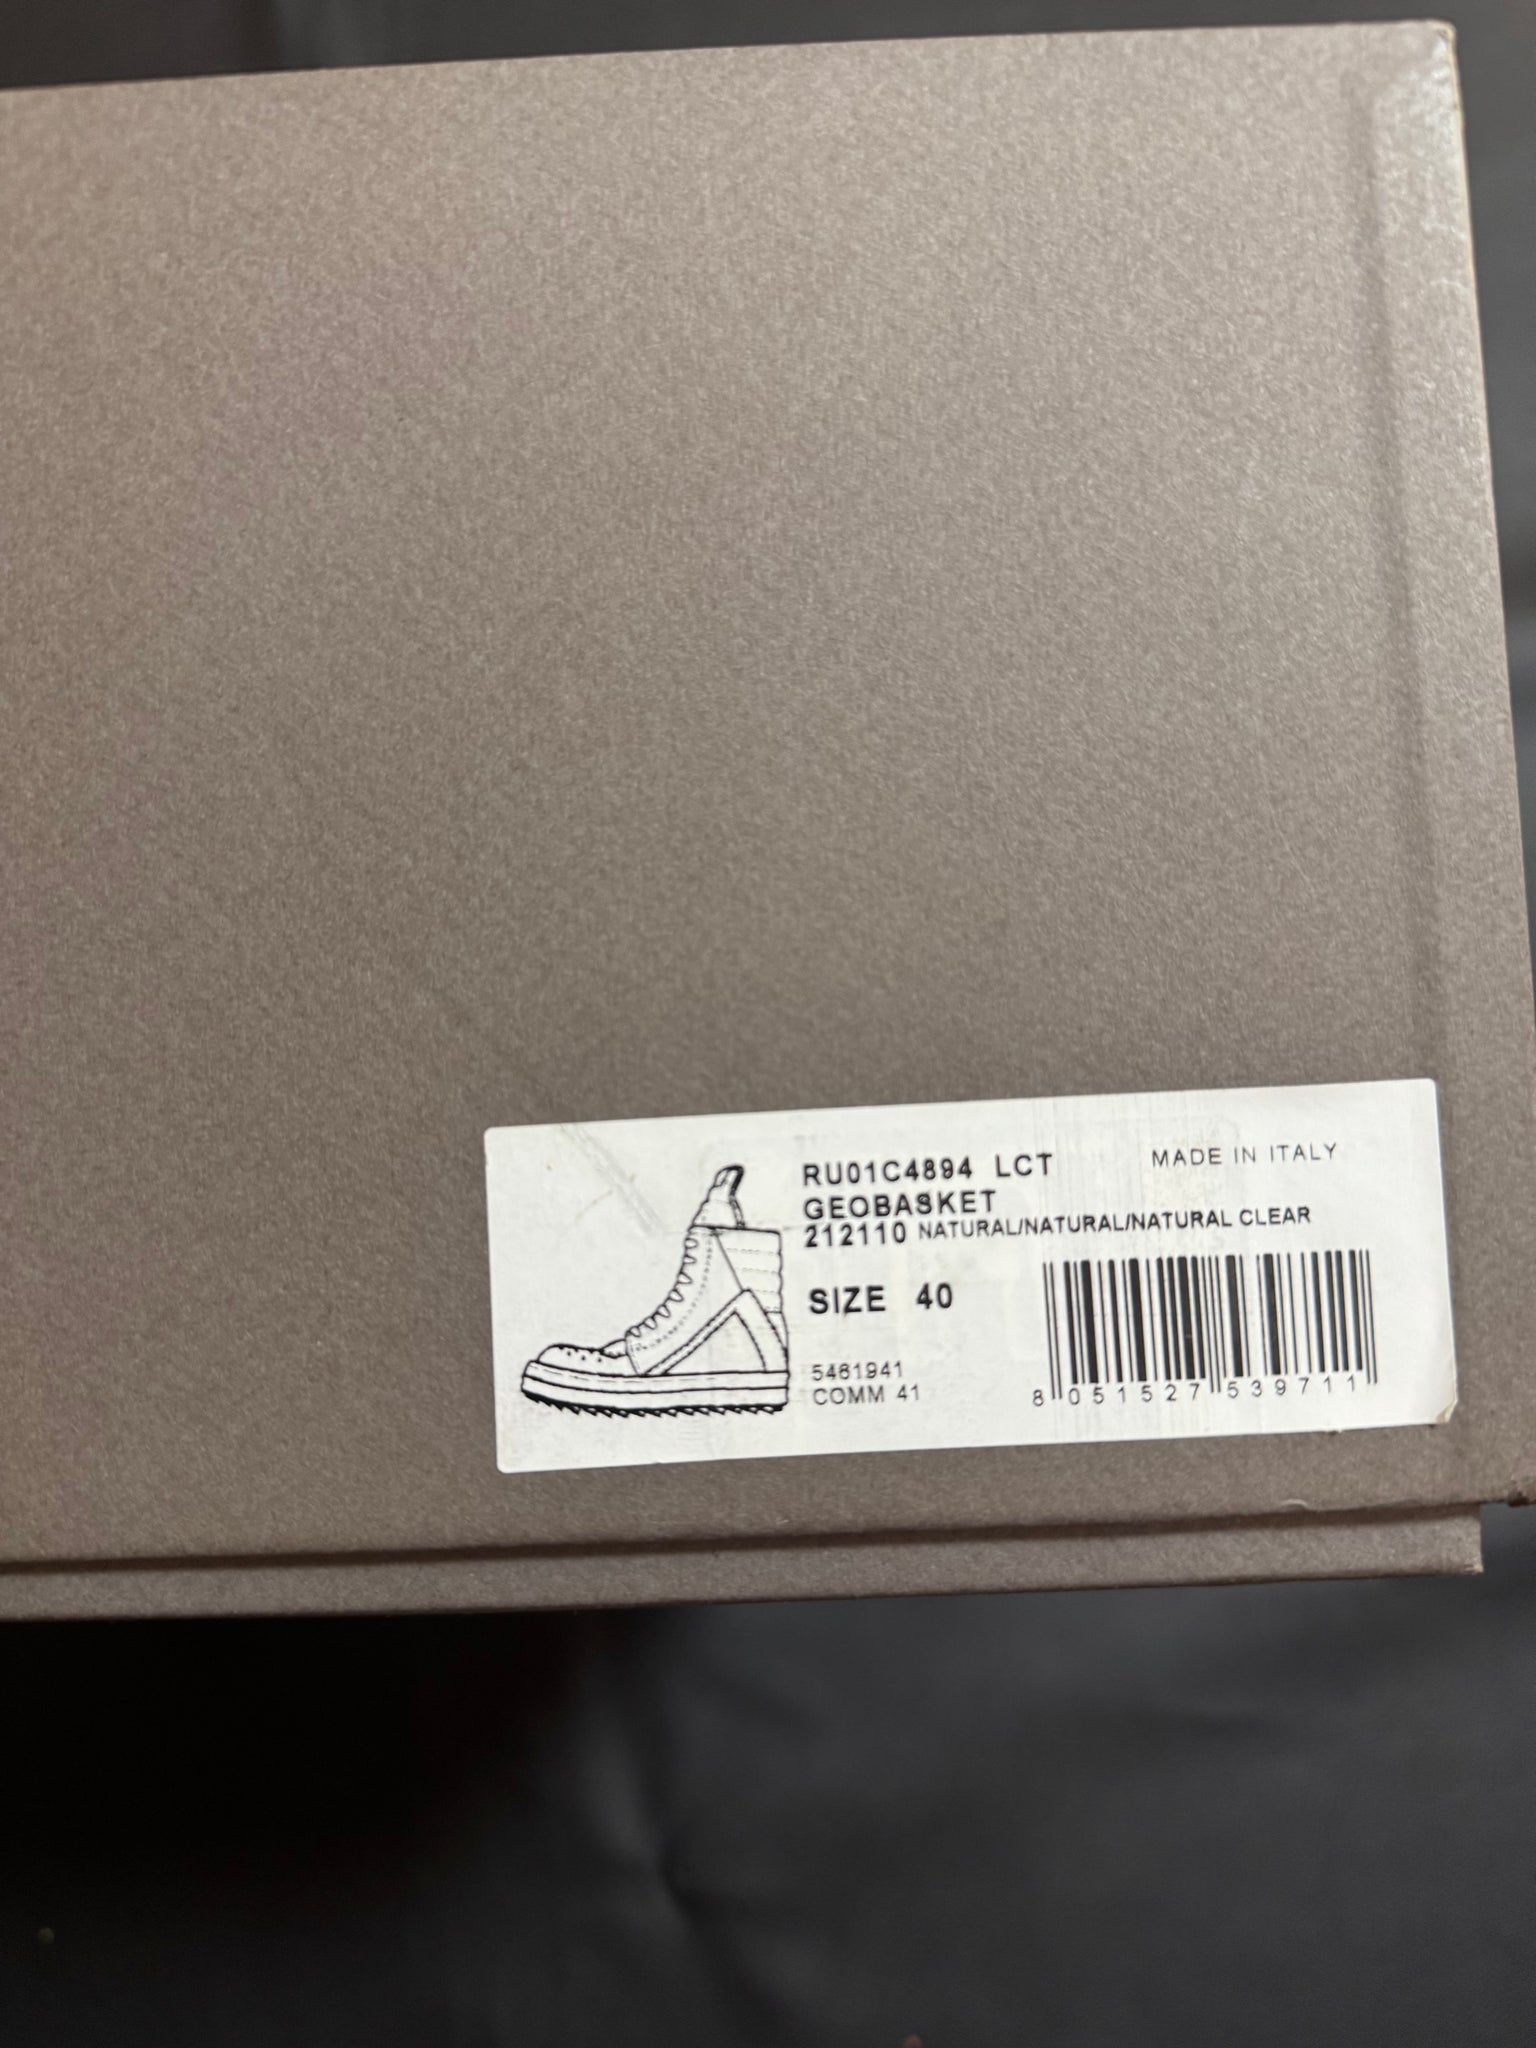 RU01C4894 LCT
MADE IN ITALY
GEOBASKET
212110 NATURAL/NATURAL/NATURAL CLEAR
SIZE 40
5461941
COMM 41
8 051527 539711